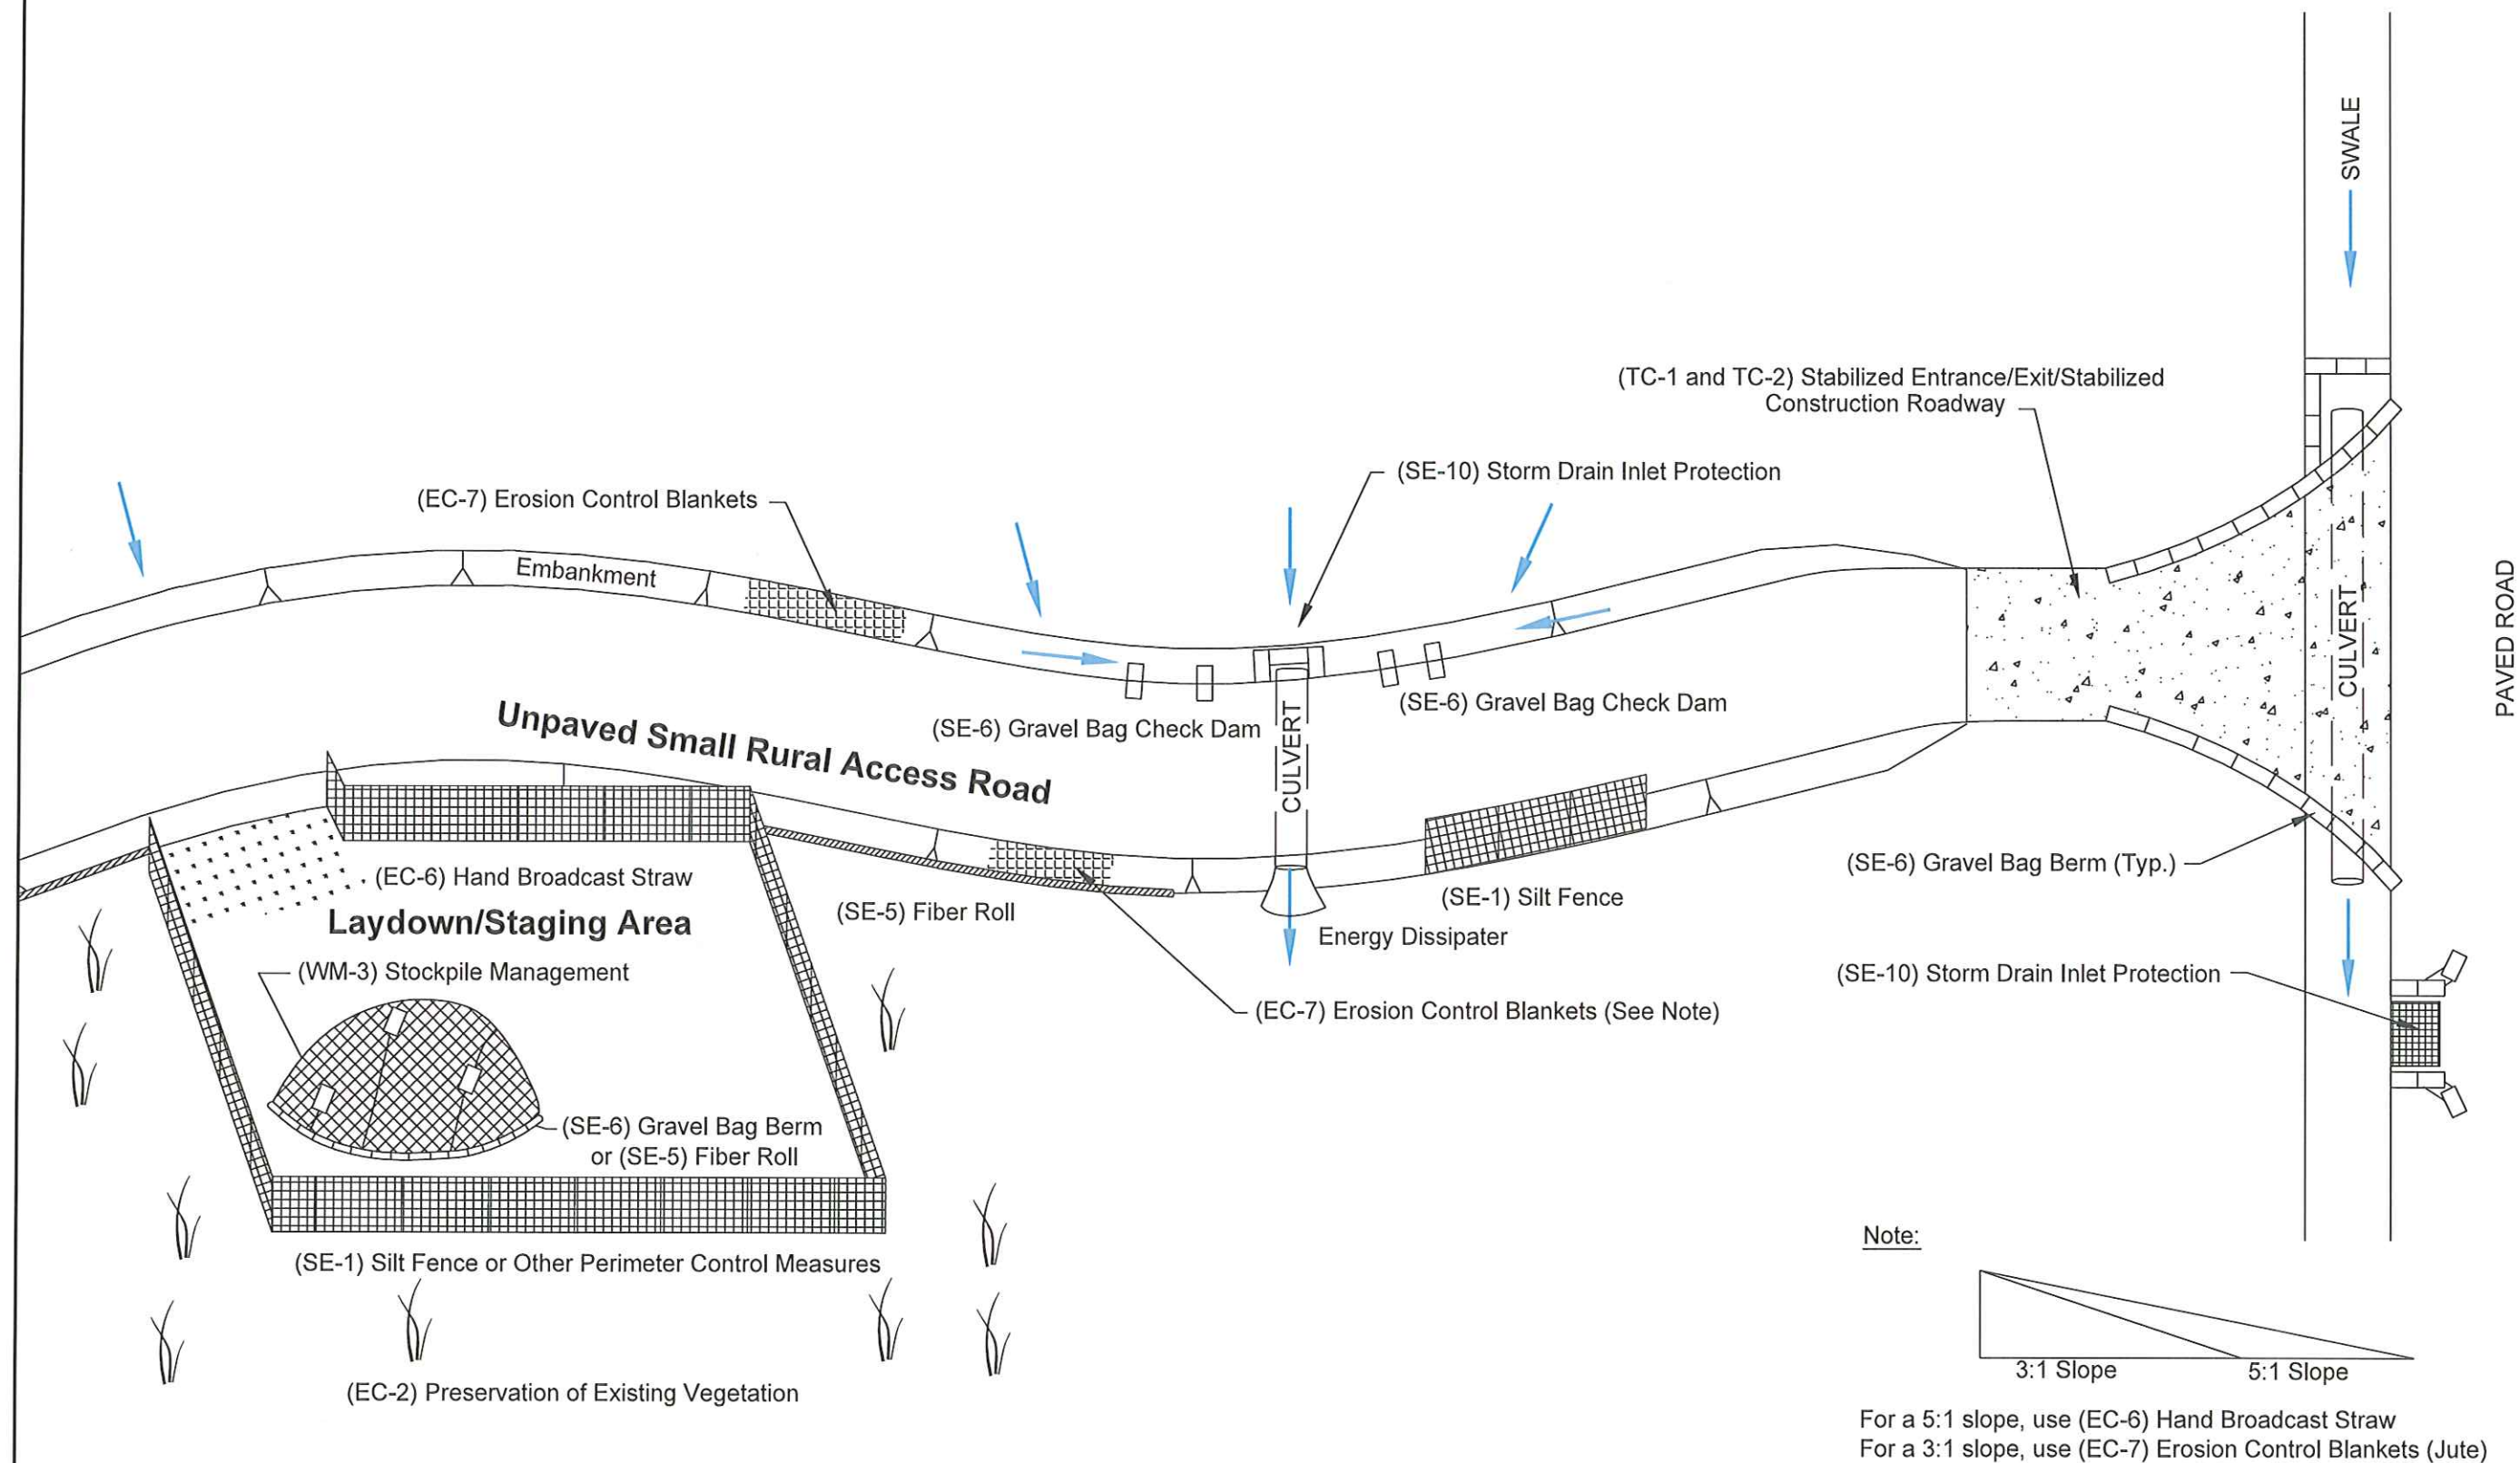 SWALE
(TC-1 and TC-2) Stabilized Entrance/Exit/Stabilized
Construction Roadway
(SE-10) Storm Drain Inlet Protection
(EC-7) Erosion Control Blankets
Embankment
CULVERT
PAVED ROAD
(SE-6) Gravel Bag Check Dam
(SE-6) Gravel Bag Check Dam
Unpaved Small Rural Access Road
CULVERT
(SE-6) Gravel Bag Berm (Typ.)
(EC-6) Hand Broadcast Straw
(SE-1) Silt Fence
(SE-5) Fiber Roll
Laydown/Staging Area
Energy Dissipater
(WM-3) Stockpile Management
(SE-10) Storm Drain Inlet Protection
(EC-7) Erosion Control Blankets (See Note)
(SE-6) Gravel Bag Berm
or (SE-5) Fiber Roll
(SE-1) Silt Fence or Other Perimeter Control Measures
(EC-2) Preservation of Existing Vegetation
Note:
3:1 Slope
5:1 Slope
For a 5:1 slope, use (EC-6) Hand Broadcast Straw
For a 3:1 slope, use (EC-7) Erosion Control Blankets (Jute)